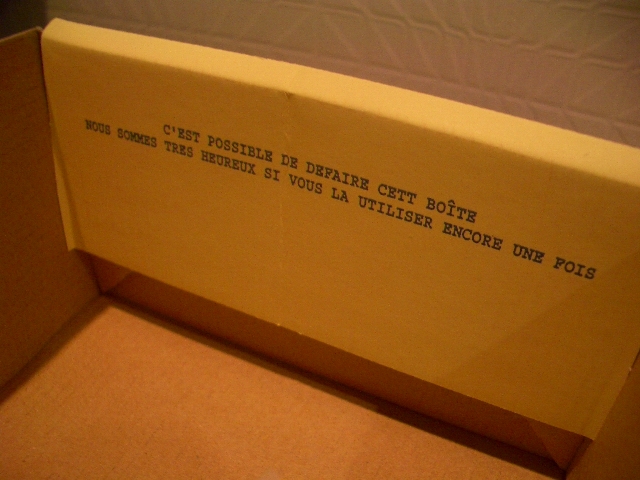 C'EST POSSIBLE DE DEFAIRE CETT BOÎTE
NOUS SOMMES TRES HEUREUX SI VOUS LA UTILISER ENCORE UNE FOIS